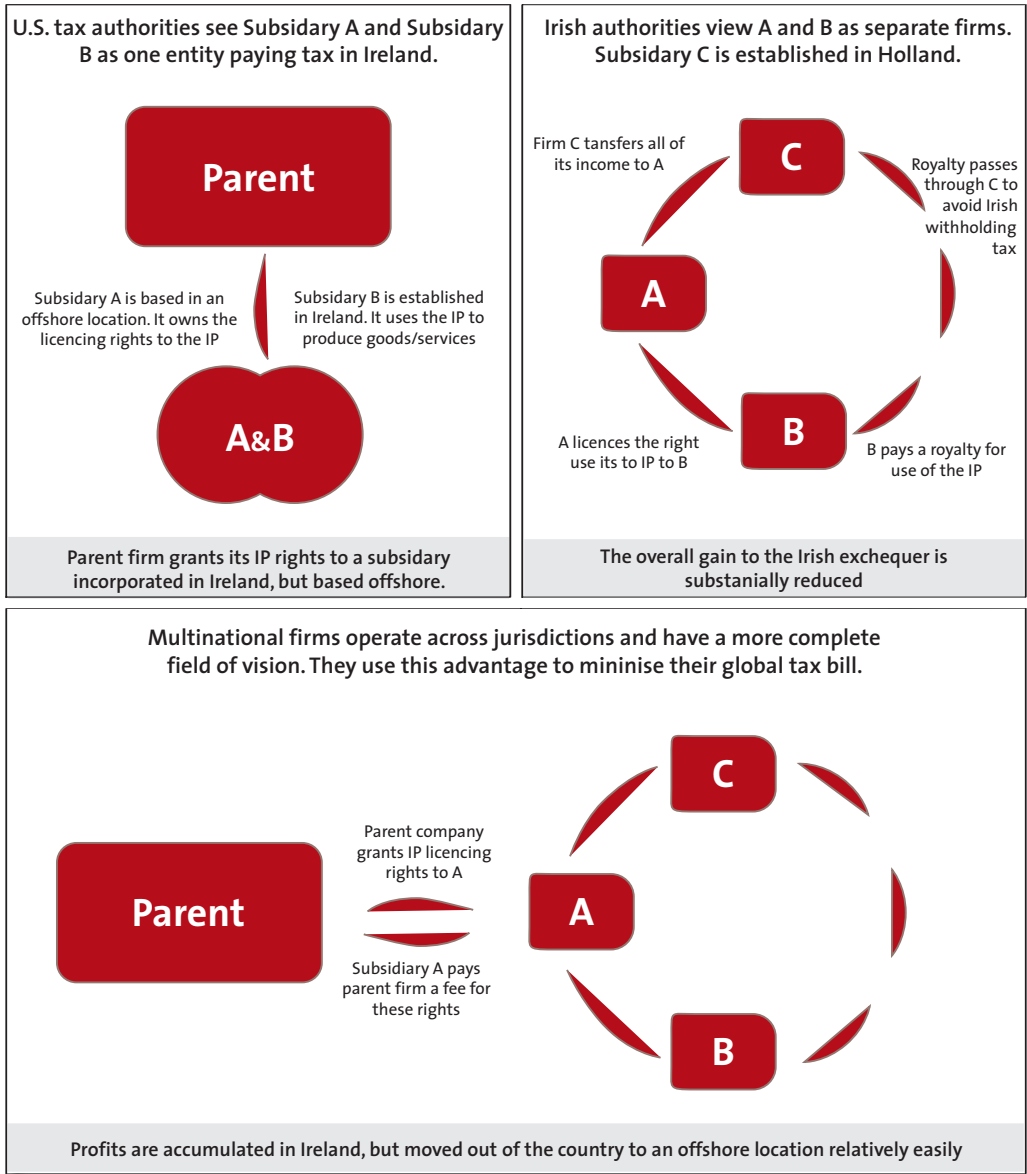 U.S. tax authorities see Subsidary A and Subsidary
B as one entity paying tax in Ireland.
Parent
Subsidary A is based in an
offshore location. It owns the
licencing rights to the IP
Subsidary B is established
in Ireland. It uses the IP to
produce goods/services
A&B
Parent firm grants its IP rights to a subsidary
incorporated in Ireland, but based offshore.
Irish authorities view A and B as separate firms.
Subsidary C is established in Holland.
Firm C tansfers all of
its income to A
C
Royalty passes
through C to
avoid Irish
withholding
tax
A
A licences the right
use its to IP to B
B
B pays a royalty for
use of the IP
The overall gain to the Irish exchequer is
substanially reduced
Multinational firms operate across jurisdictions and have a more complete
field of vision. They use this advantage to mininise their global tax bill.
Parent
Parent company
grants IP licencing
rights to A
Subsidiary A pays
parent firm a fee for
these rights
C
A
B
Profits are accumulated in Ireland, but moved out of the country to an offshore location relatively easily